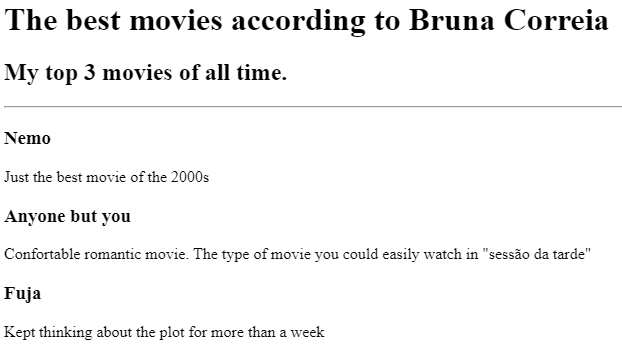 The best movies according to Bruna Correia
My top 3 movies of all time.
Nemo
Just the best movie of the 2000s
Anyone but you
Confortable romantic movie. The type of movie you could easily watch in "sessão da tarde"
Fuja
Kept thinking about the plot for more than a week